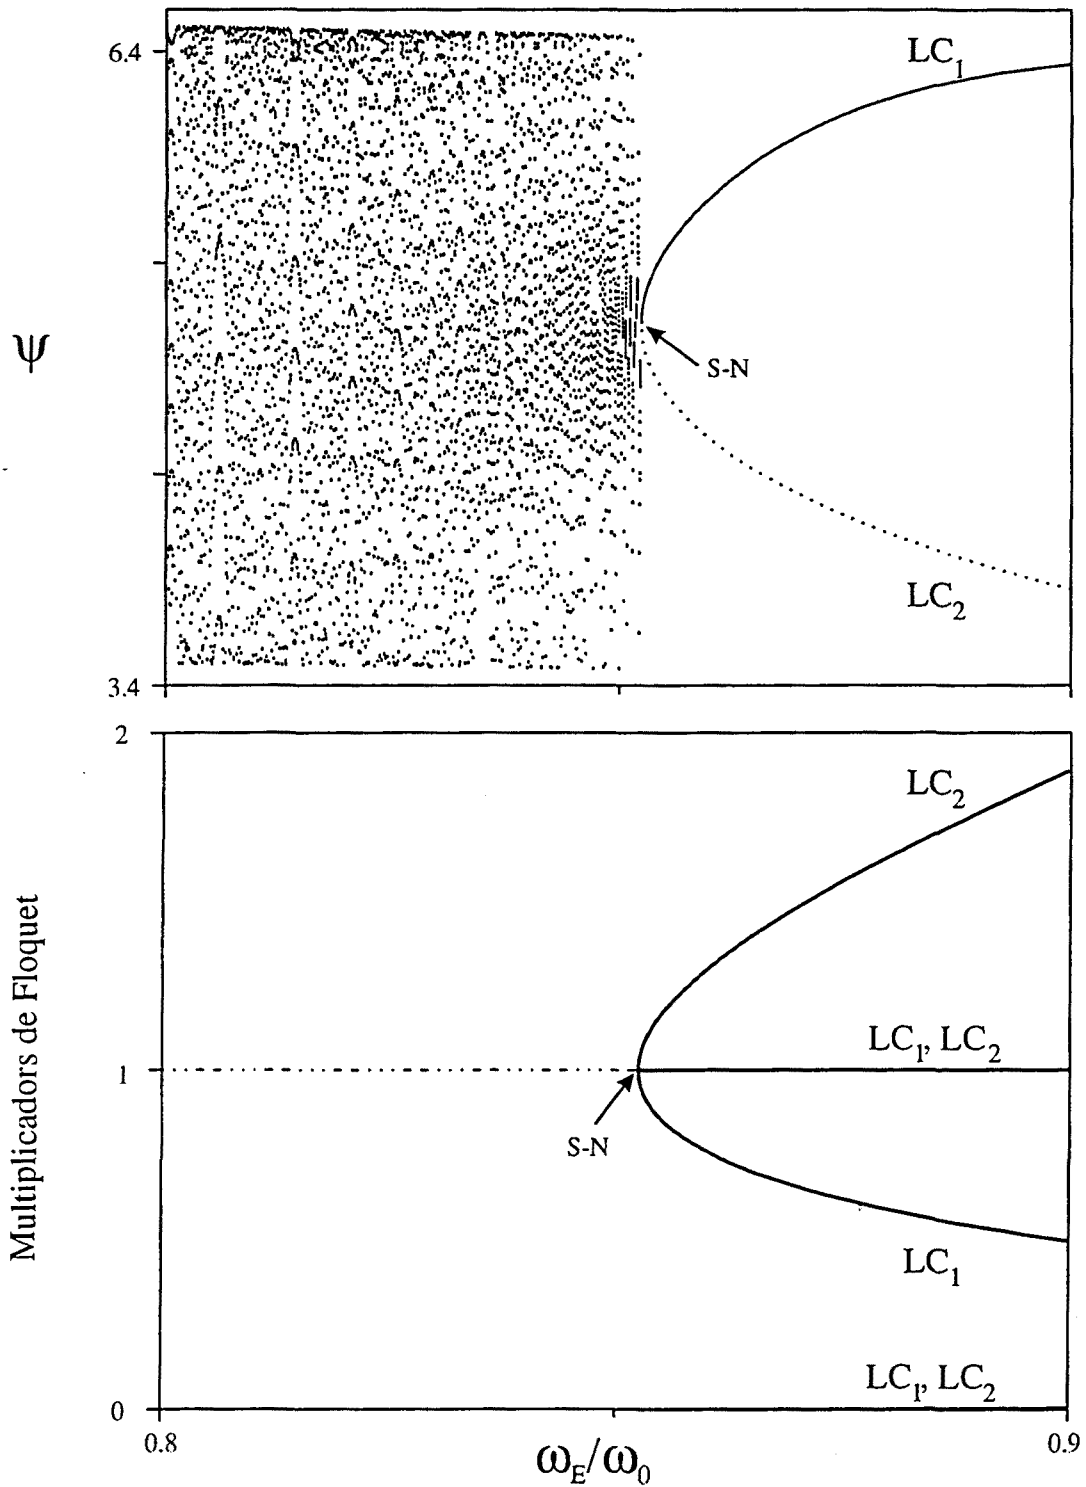 6.4
LC₁
ψ
S-N
LC₂
3.4
2
LC₂
Multiplicadors de Floquet
LC₁, LC₂
1
S-N
LC₁
LC₁, LC₂
0
0.8
0.9
ω_E/ω₀